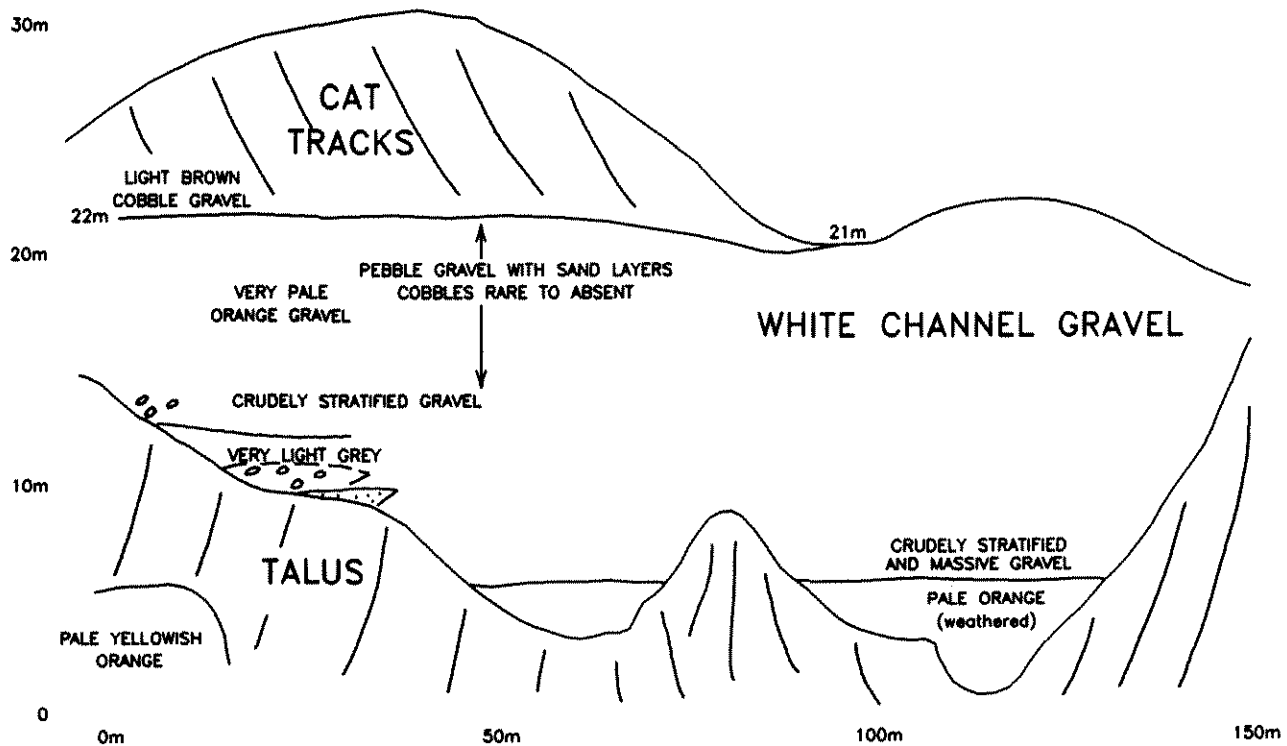 30m
CAT
TRACKS
LIGHT BROWN
COBBLE GRAVEL
22m
21m
20m
PEBBLE GRAVEL WITH SAND LAYERS
COBBLES RARE TO ABSENT
VERY PALE
ORANGE GRAVEL
WHITE CHANNEL GRAVEL
CRUDELY STRATIFIED GRAVEL
VERY LIGHT GREY
10m
TALUS
CRUDELY STRATIFIED
AND MASSIVE GRAVEL
PALE ORANGE
(weathered)
PALE YELLOWISH
ORANGE
0
0m 50m 100m 150m